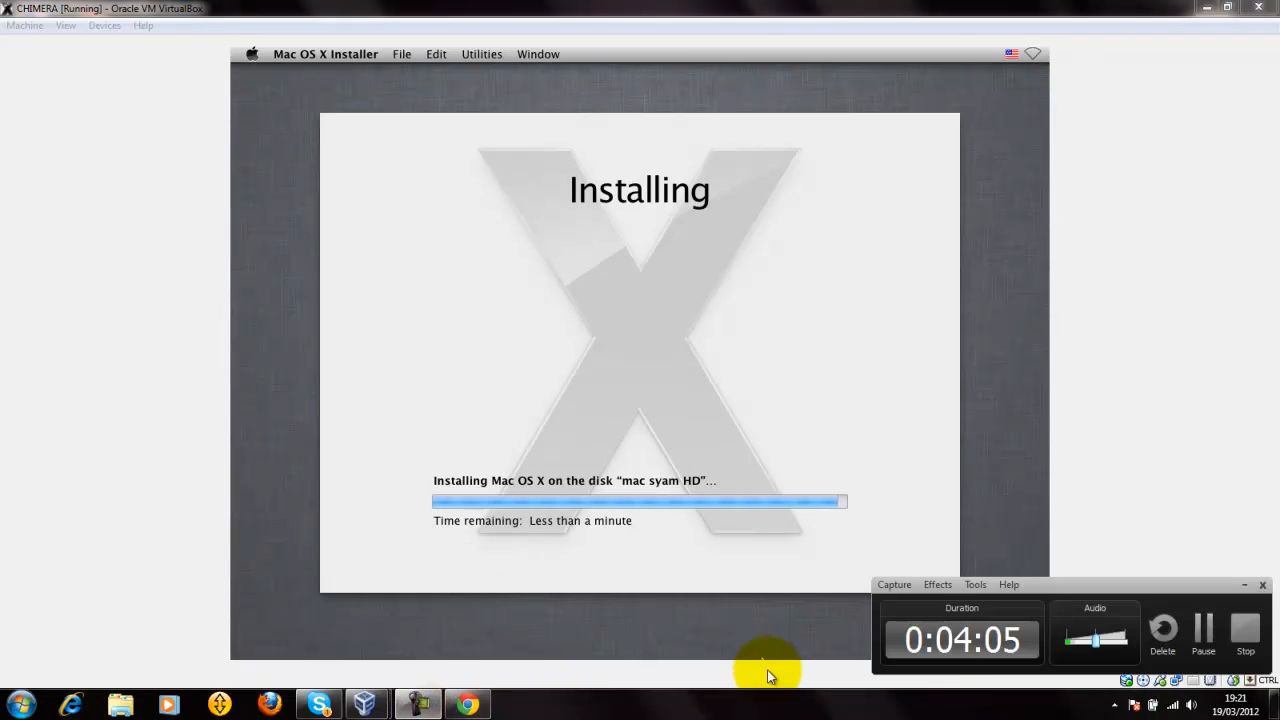 CHIMERA [Running] - Oracle VM VirtualBox
Machine View Devices Help
Mac OS X Installer File Edit Utilities Window
Installing
Installing Mac OS X on the disk “mac syam HD”...
Time remaining: Less than a minute
Capture Effects Tools Help
Duration
Audio
0:04:05
Delete
Pause
Stop
CTRL
19:21
19/03/2012